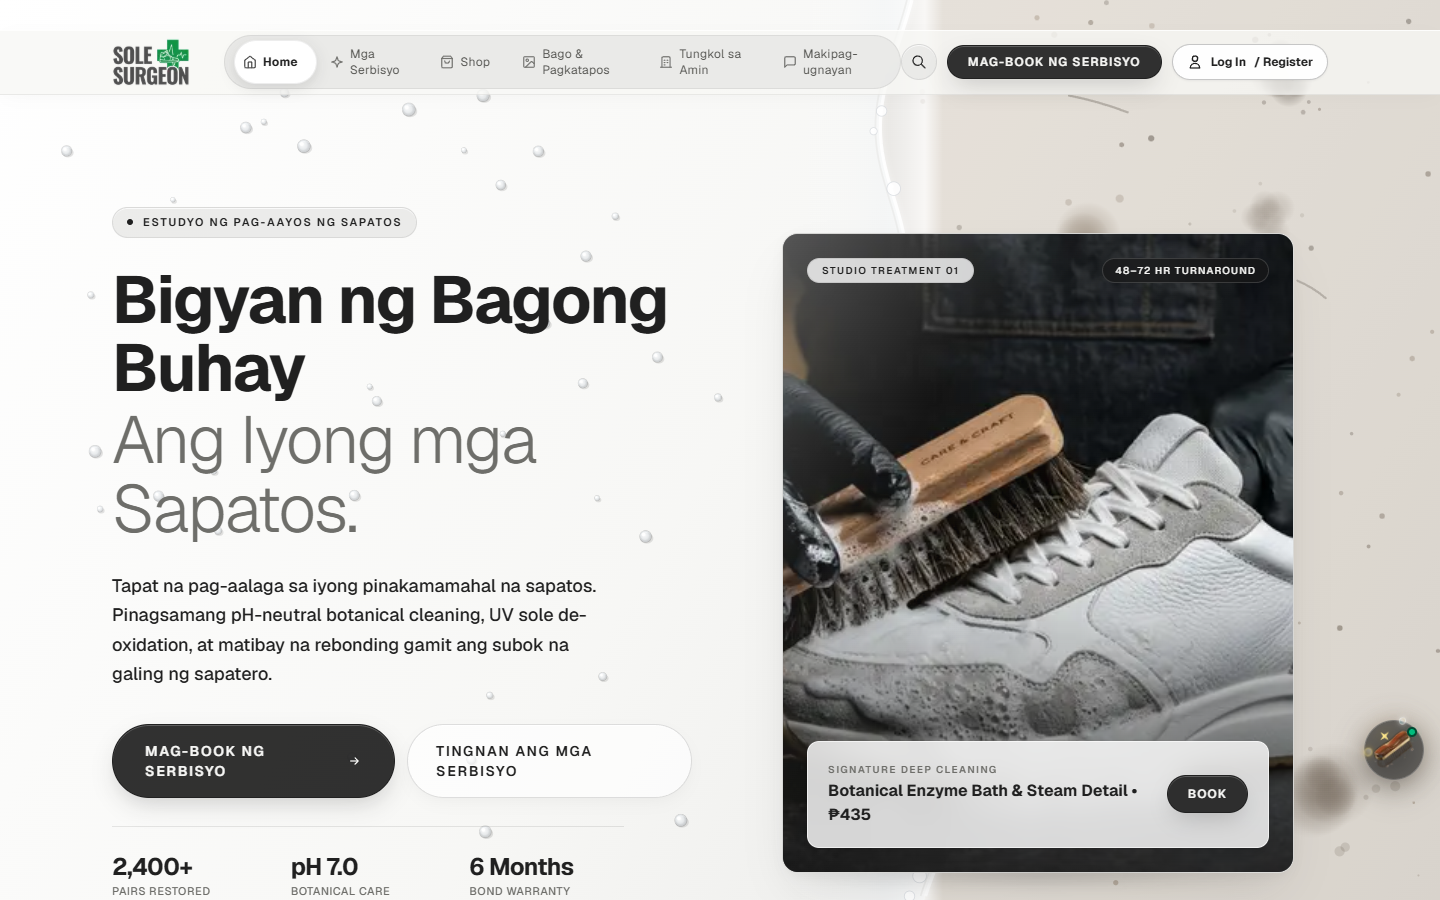 SOLE
SURGEON
Home
Mga
Serbisyo
Shop
Bago &
Pagkatapos
Tungkol sa
Amin
Makipag-
ugnayan
MAG-BOOK NG SERBISYO
Log In / Register
ESTUDYO NG PAG-AAYOS NG SAPATOS
Bigyan ng Bagong
Buhay
Ang Iyong mga
Sapatos.
Tapat na pag-aalaga sa iyong pinakamamahal na sapatos.
Pinagsamang pH-neutral botanical cleaning, UV sole de-
oxidation, at matibay na rebonding gamit ang subok na
galing ng sapatero.
MAG-BOOK NG
SERBISYO
TINGNAN ANG MGA
SERBISYO
2,400+
PAIRS RESTORED
pH 7.0
BOTANICAL CARE
6 Months
BOND WARRANTY
STUDIO TREATMENT 01
48–72 HR TURNAROUND
CARE & CRAFT
SIGNATURE DEEP CLEANING
Botanical Enzyme Bath & Steam Detail •
₱435
BOOK